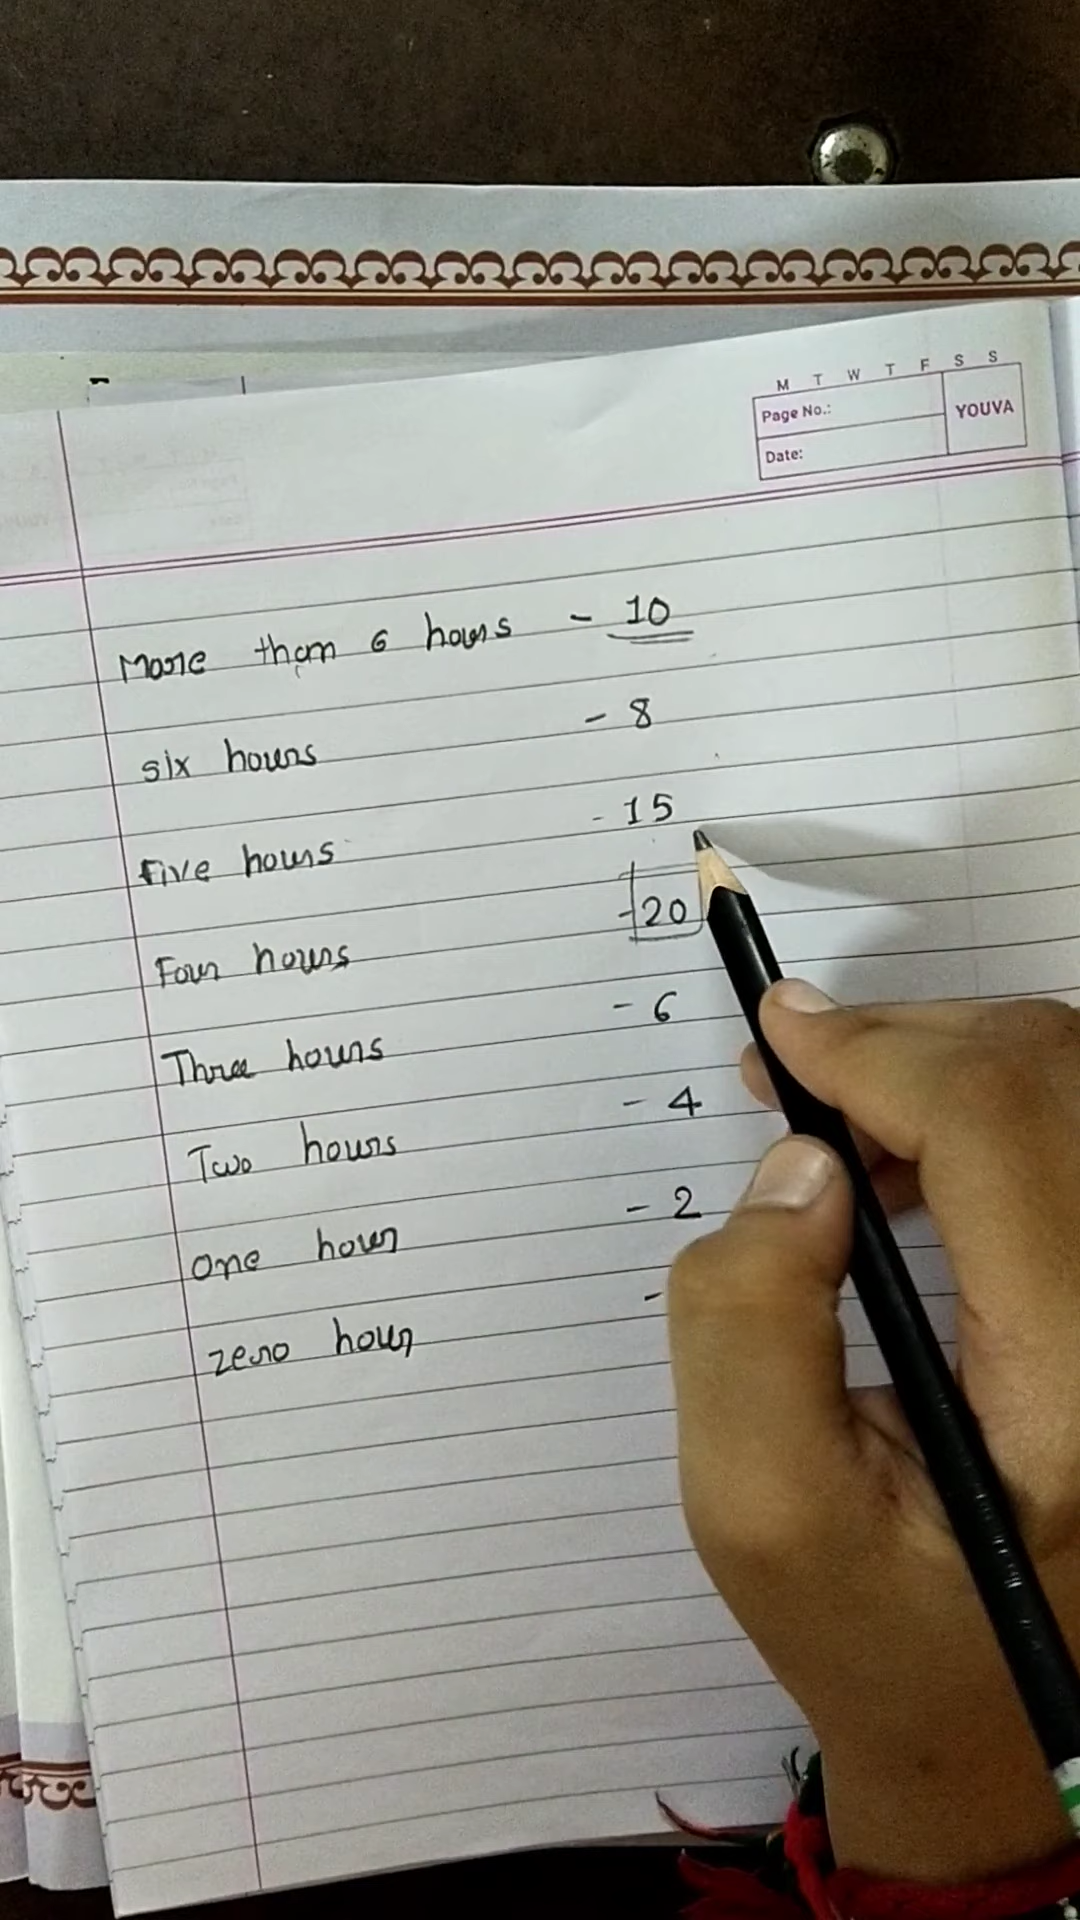 M T W T F S S
Page No.:
YOUVA
Date:
More than 6 hours - 10
six hours - 8
Five hours - 15
Four hours - 20
Three hours - 6
Two hours - 4
one hour - 2
zero hour -